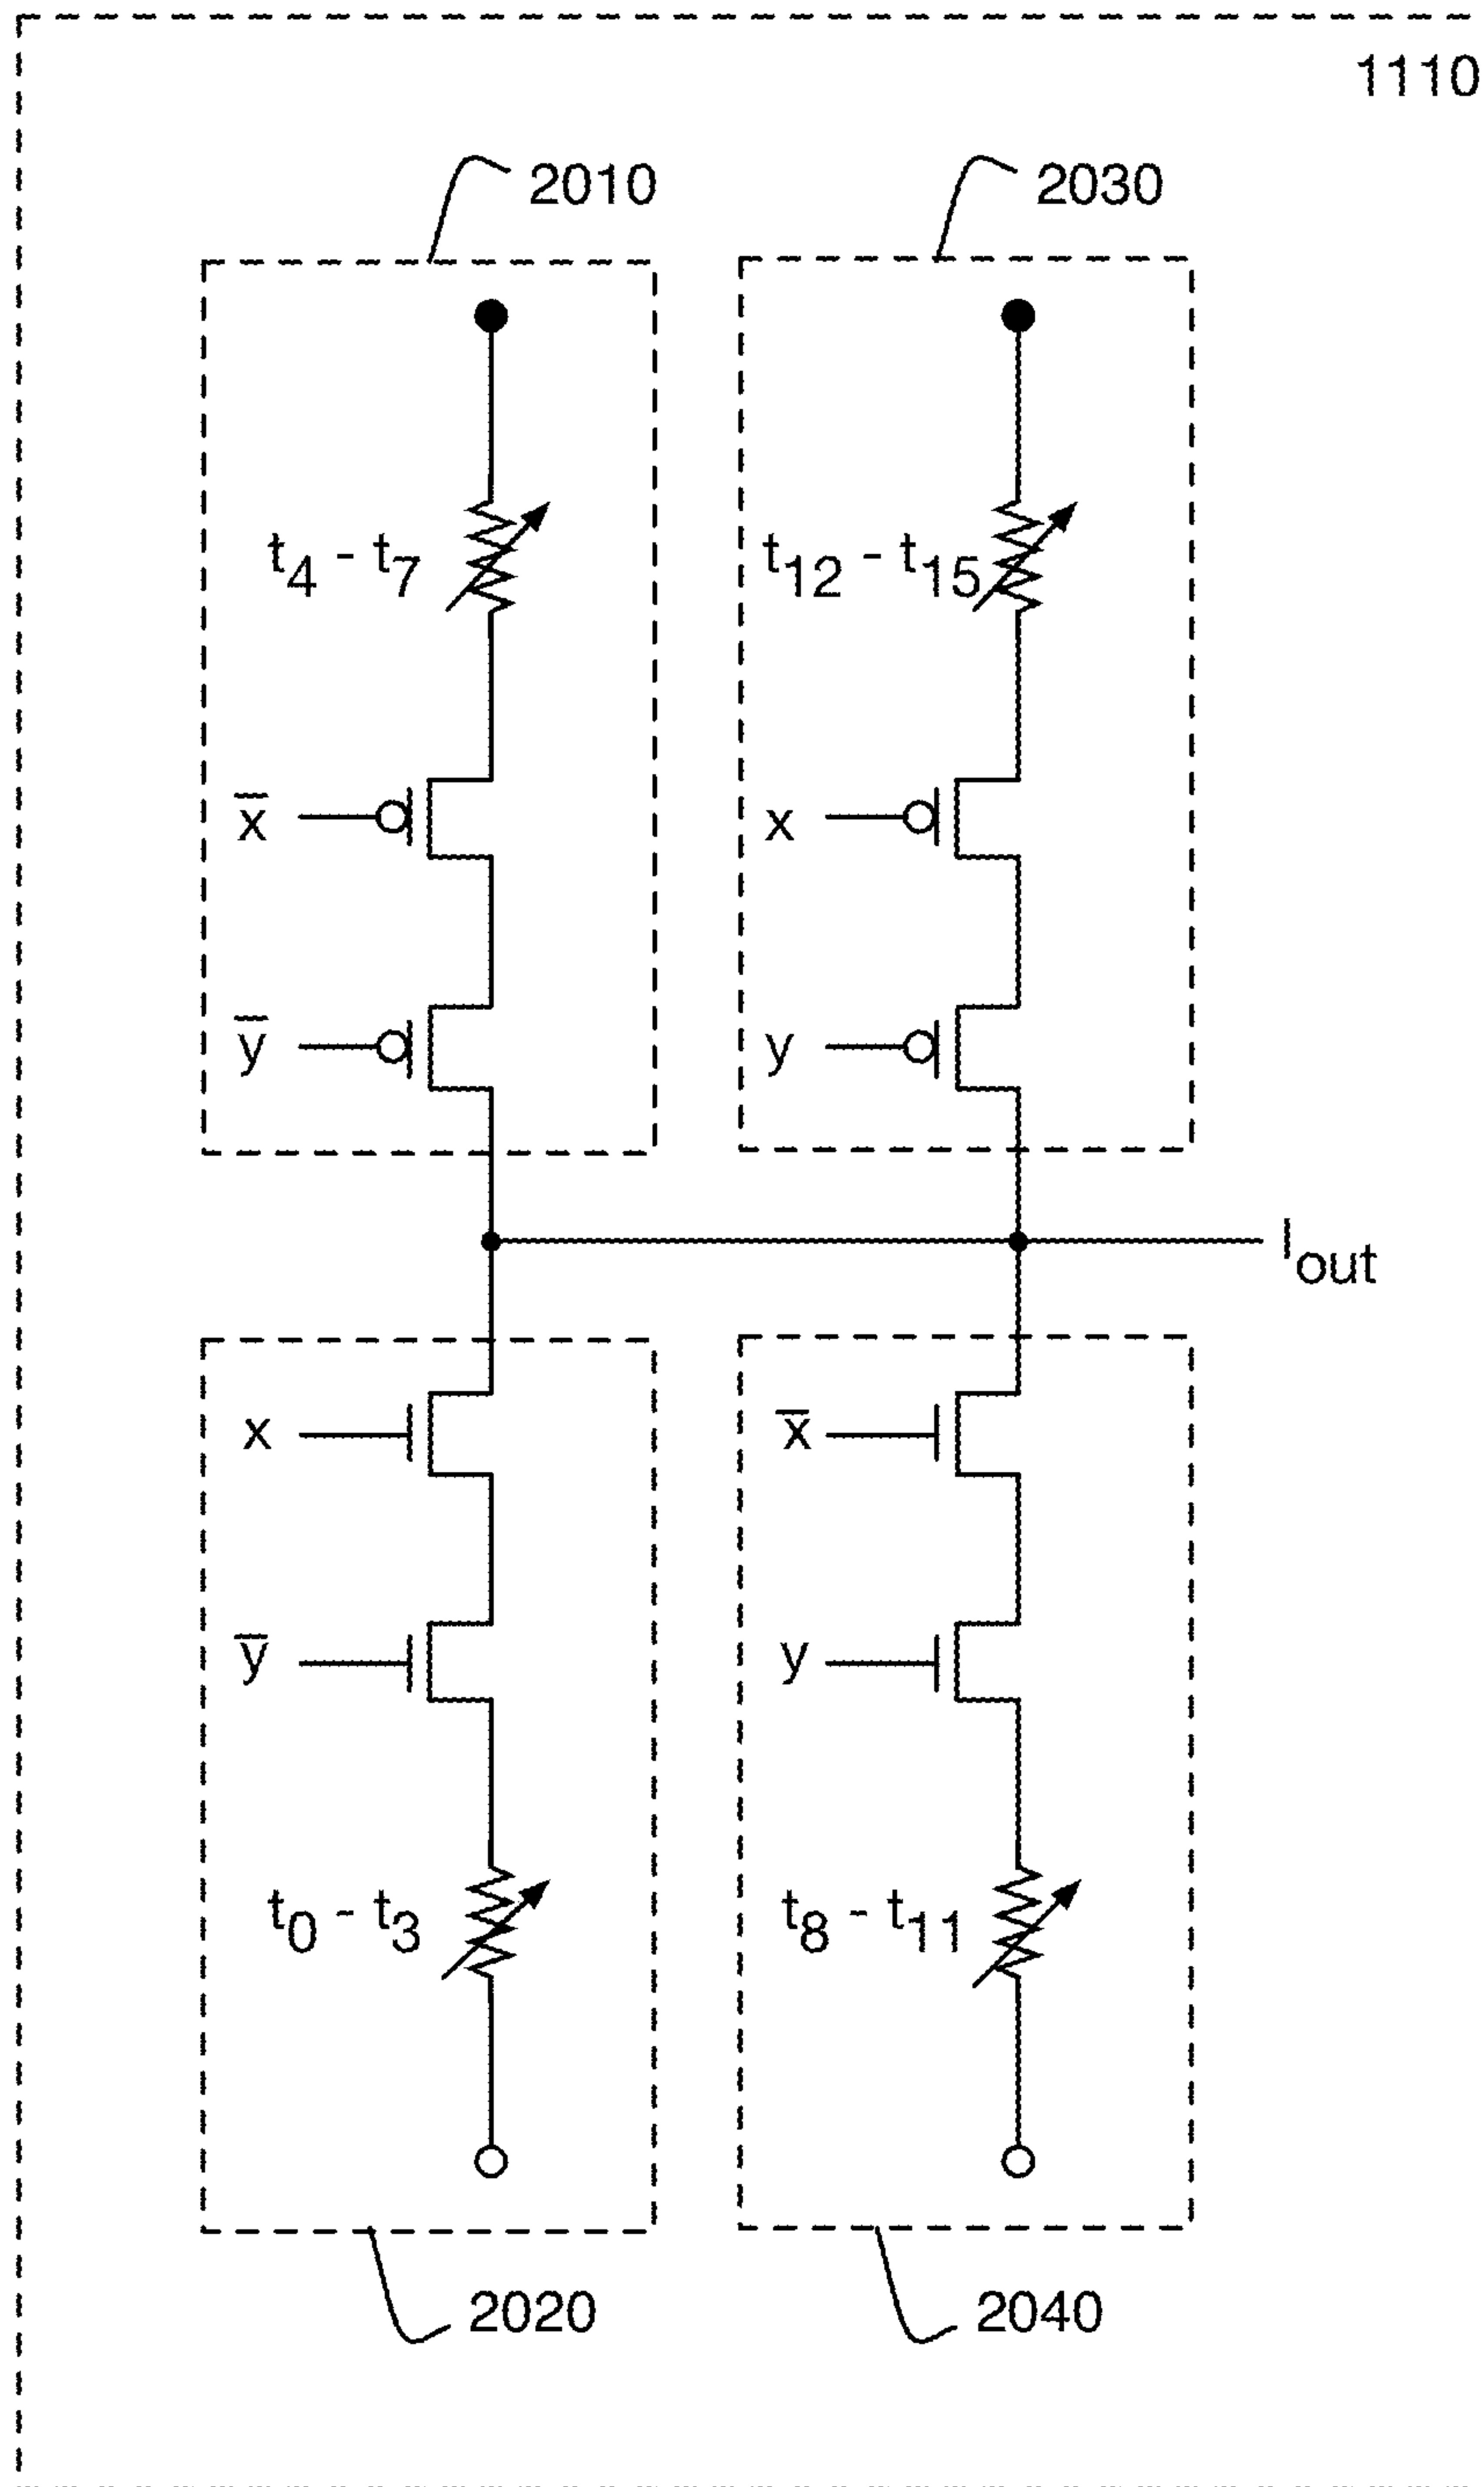 1110
2010
2030
t₄ - t₇
t₁₂ - t₁₅
x̅
x
y̅
y
Iout
x
x̅
y̅
y
t₀ - t₃
t₈ - t₁₁
2020
2040